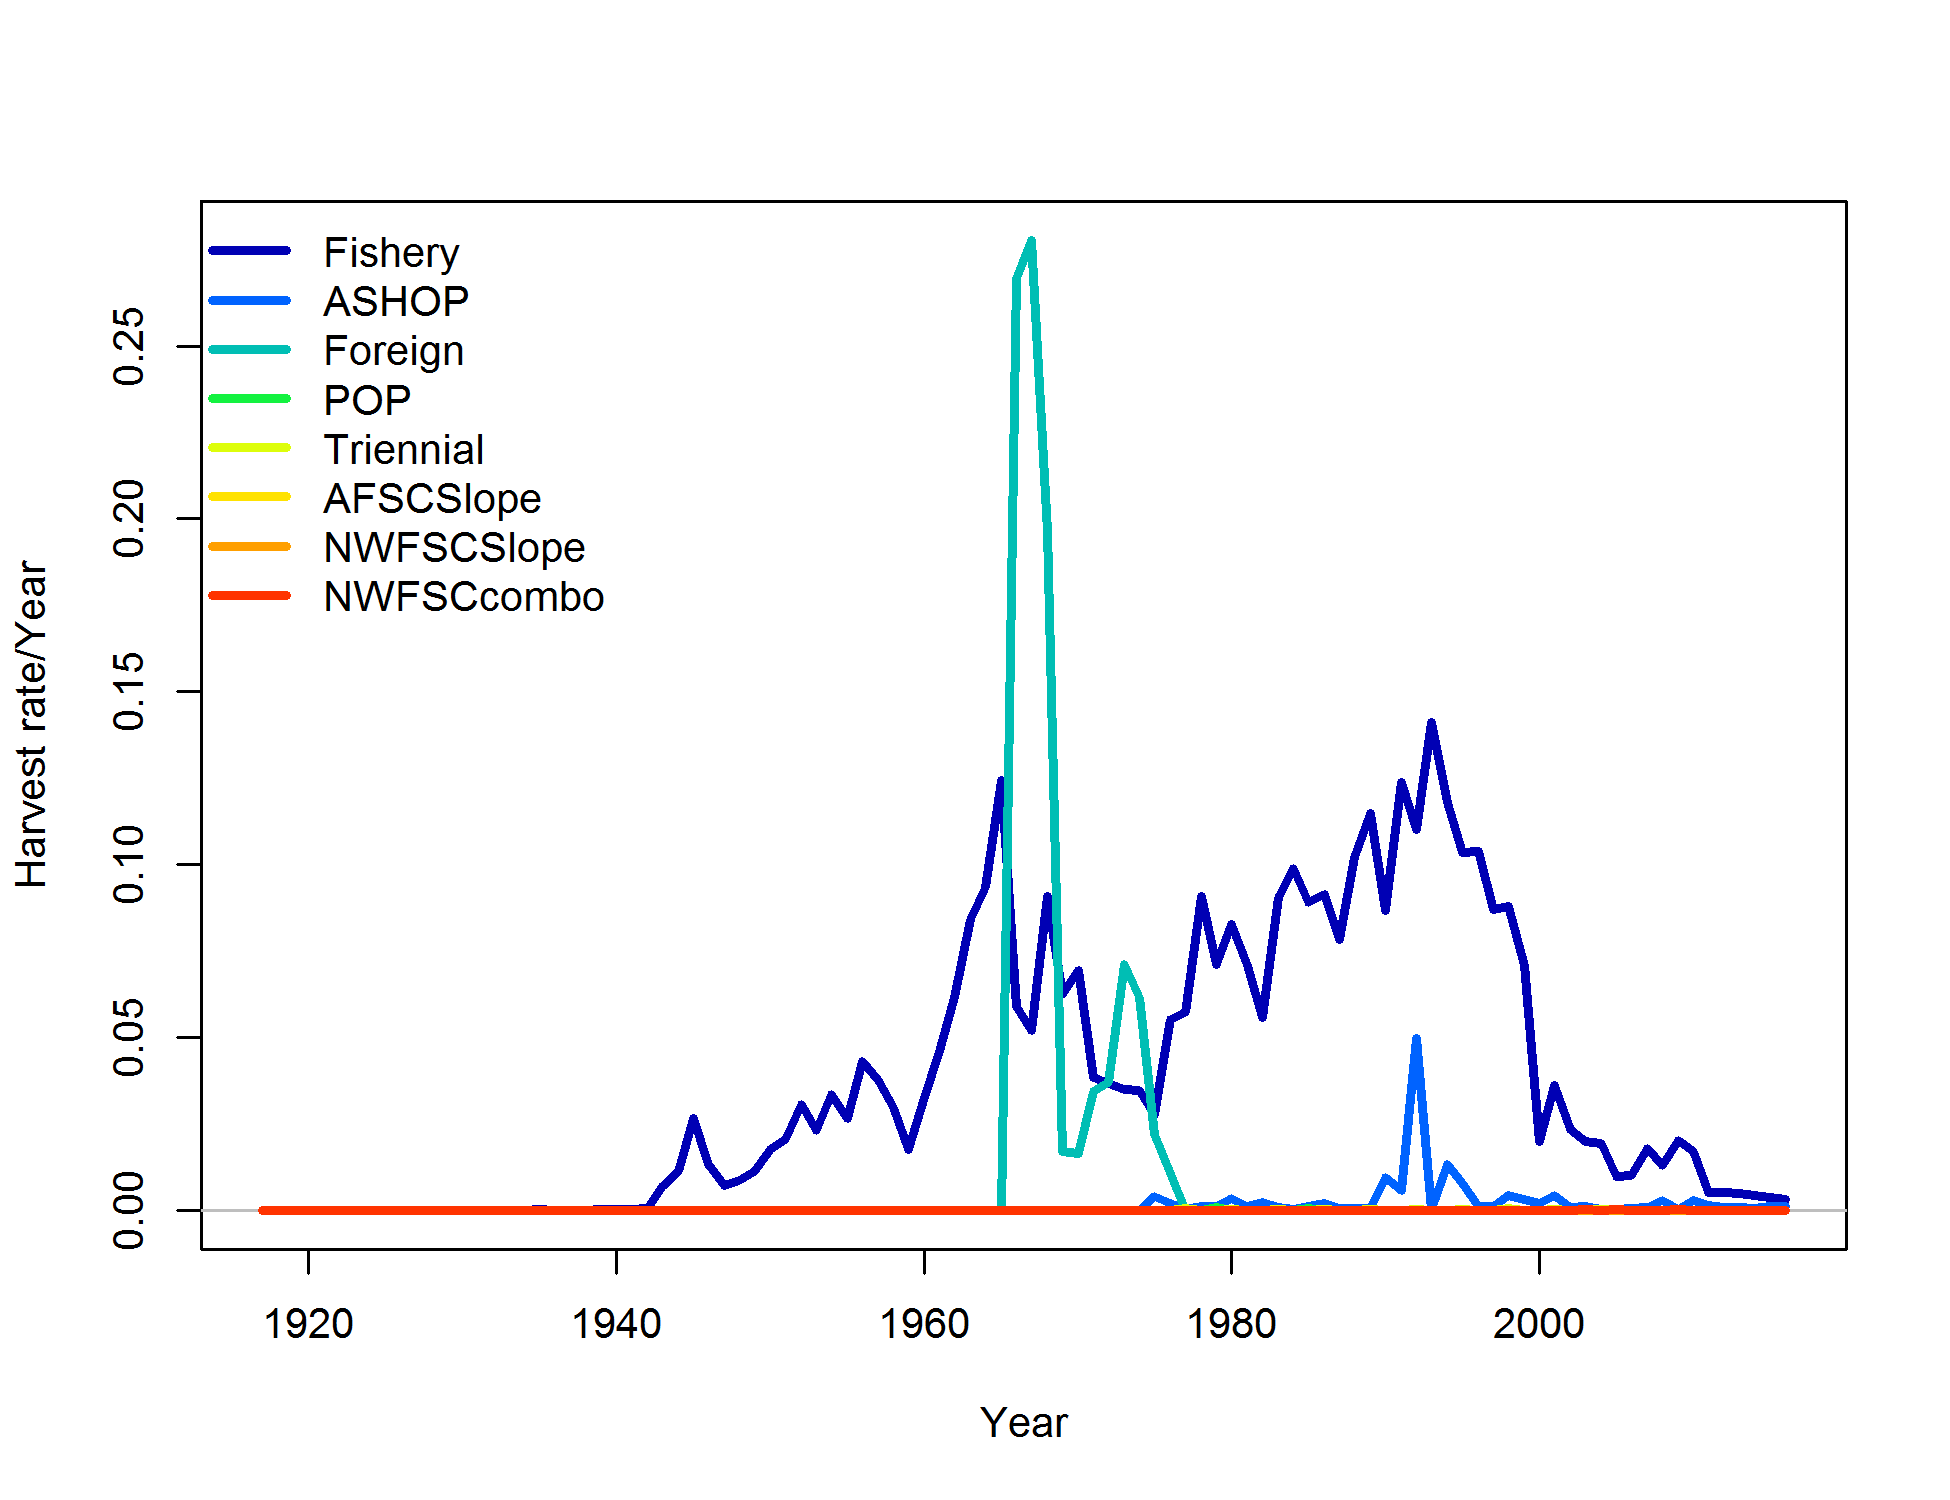 Fishery
ASHOP
Foreign
POP
Triennial
AFSCSlope
NWFSCSlope
NWFSCcombo
Harvest rate/Year
0.25
0.20
0.15
0.10
0.05
0.00
1920 1940 1960 1980 2000
Year